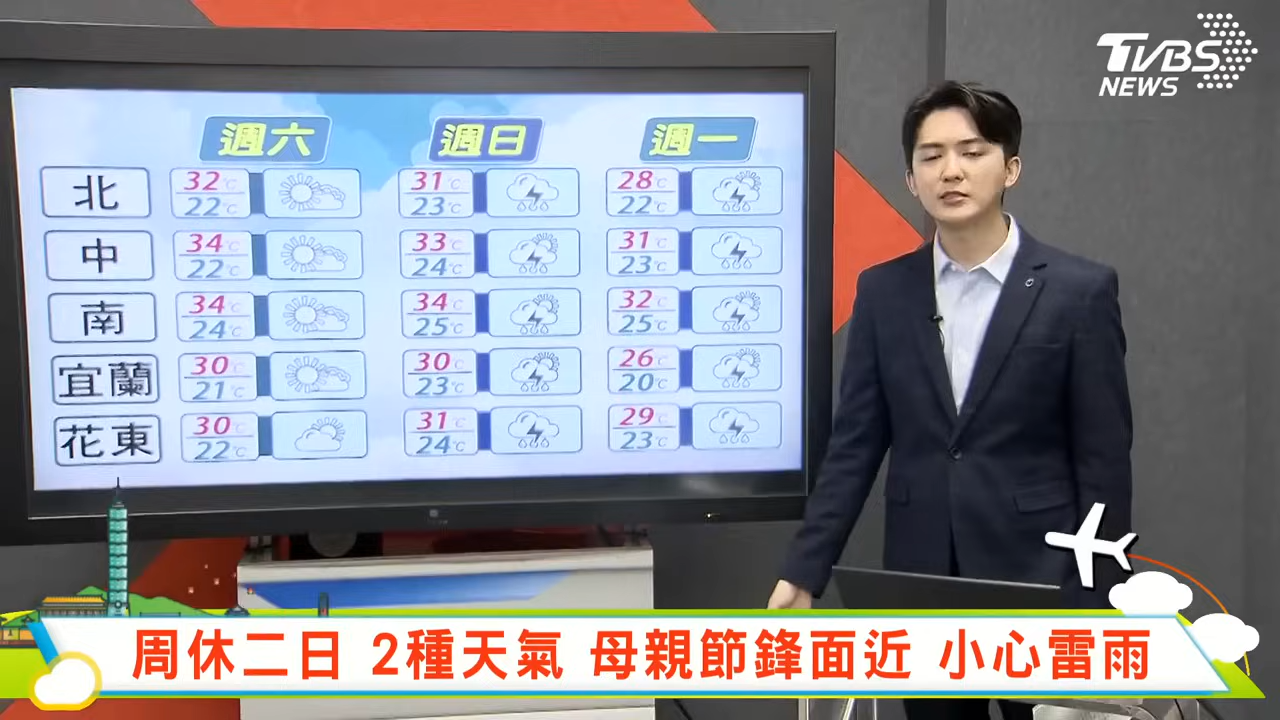 TVBS
NEWS
週六 週日 週一
北 32°C 22°C 31°C 23°C 28°C 22°C
中 34°C 22°C 33°C 24°C 31°C 23°C
南 34°C 24°C 34°C 25°C 32°C 25°C
宜蘭 30°C 21°C 30°C 23°C 26°C 20°C
花東 30°C 22°C 31°C 24°C 29°C 23°C
周休二日 2種天氣 母親節鋒面近 小心雷雨